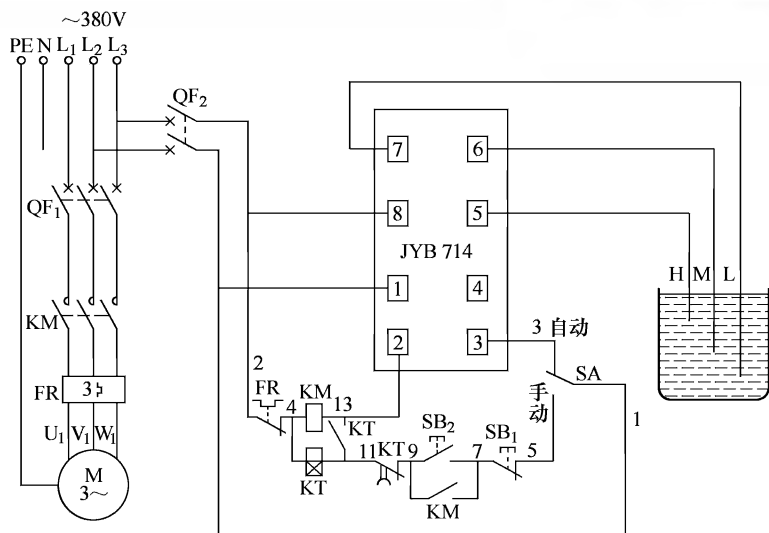 ～380V
PE N L₁ L₂ L₃
QF₂
7
6
QF₁
8
5
JYB 714
H M L
1
4
KM
2
3
3 自动
2
SA
FR
3
FR
4
KM
13
手动
1
KT
SB₂
SB₁
U₁ V₁ W₁
11
KT
9
7
5
M
3～
KT
KM